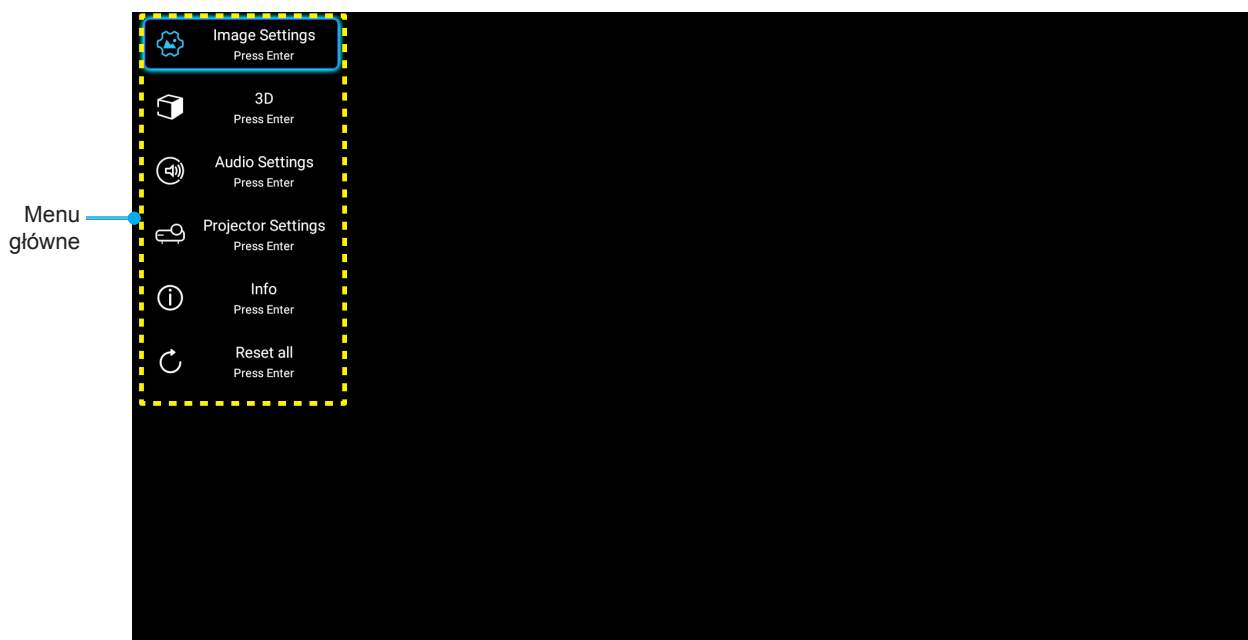 Image Settings
Press Enter
3D
Press Enter
Audio Settings
Press Enter
Menu
główne
Projector Settings
Press Enter
Info
Press Enter
Reset all
Press Enter